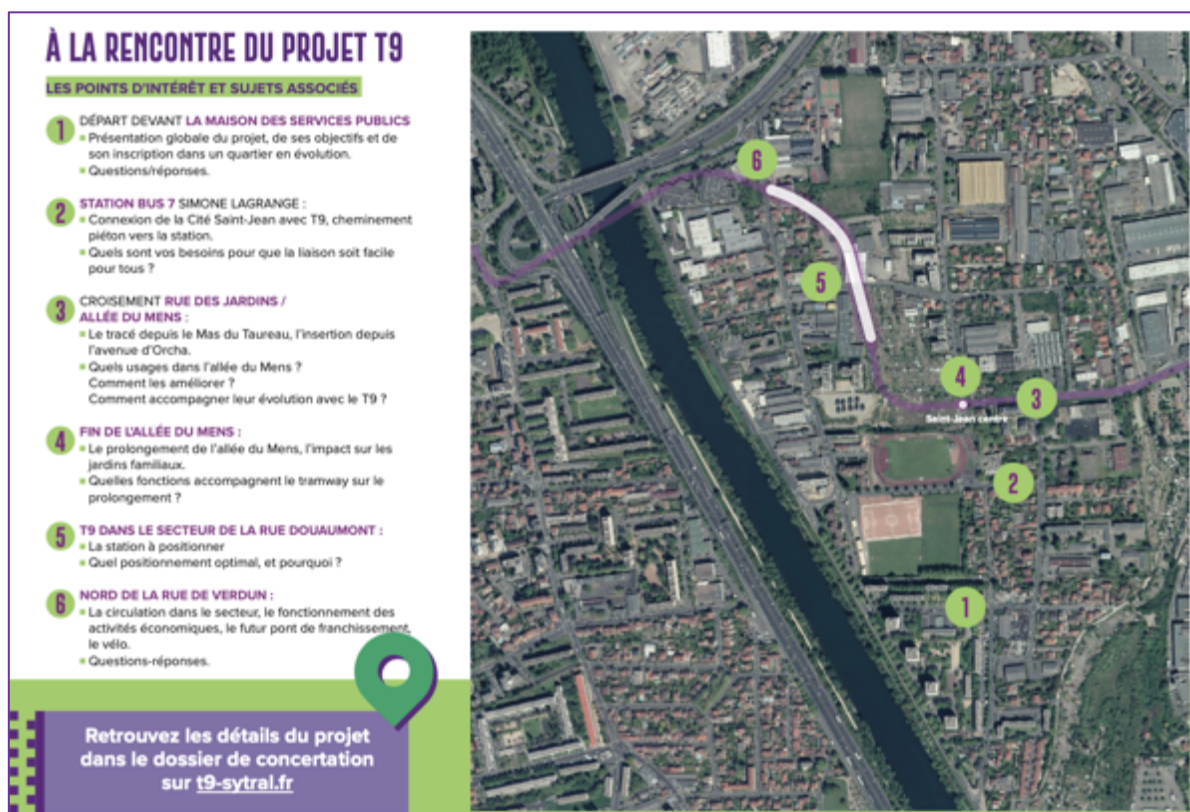 À LA RENCONTRE DU PROJET T9
LES POINTS D'INTÉRÊT ET SUJETS ASSOCIÉS
1 DÉPART DEVANT LA MAISON DES SERVICES PUBLICS
Présentation globale du projet, de ses objectifs et de
son inscription dans un quartier en évolution.
Questions/réponses.
2 STATION BUS 7 SIMONE LAGRANGE :
Connexion de la Cité Saint-Jean avec T9, cheminement
piéton vers la station.
Quels sont vos besoins pour que la liaison soit facile
pour tous ?
3 CROISEMENT RUE DES JARDINS /
ALLÉE DU MENS :
Le tracé depuis le Mas du Taureau, l'insertion depuis
l'avenue d'Orcha.
Quels usages dans l'allée du Mens ?
Comment les améliorer ?
Comment accompagner leur évolution avec le T9 ?
4 FIN DE L'ALLÉE DU MENS :
Le prolongement de l'allée du Mens, l'impact sur les
jardins familiaux.
Quelles fonctions accompagnent le tramway sur le
prolongement ?
5 T9 DANS LE SECTEUR DE LA RUE DOUAUMONT :
La station à positionner
Quel positionnement optimal, et pourquoi ?
6 NORD DE LA RUE DE VERDUN :
La circulation dans le secteur, le fonctionnement des
activités économiques, le futur pont de franchissement,
le vélo.
Questions-réponses.
Retrouvez les détails du projet
dans le dossier de concertation
sur t9-sytral.fr
6
5
4
Saint-Jean centre
3
2
1